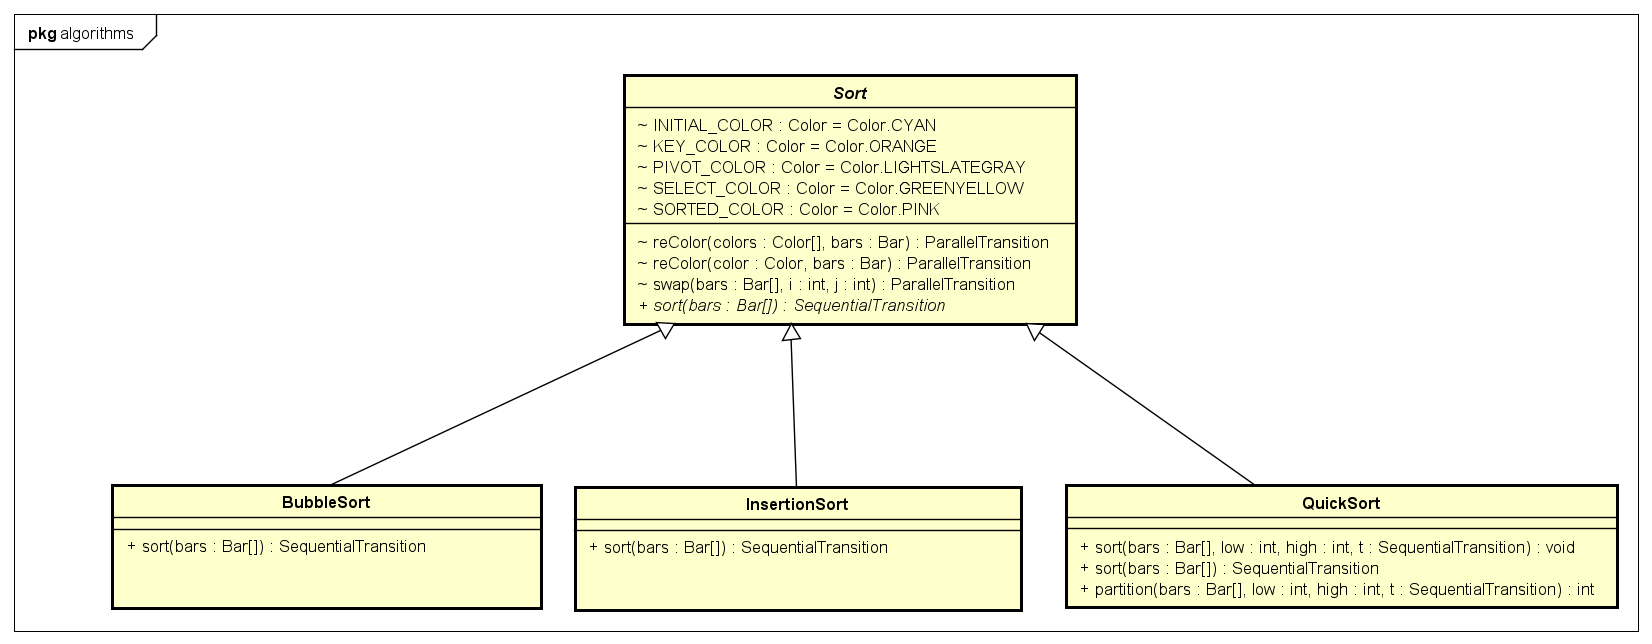 pkg algorithms
Sort
~ INITIAL_COLOR : Color = Color.CYAN
~ KEY_COLOR : Color = Color.ORANGE
~ PIVOT_COLOR : Color = Color.LIGHTSLATEGRAY
~ SELECT_COLOR : Color = Color.GREENYELLOW
~ SORTED_COLOR : Color = Color.PINK
~ reColor(colors : Color[], bars : Bar) : ParallelTransition
~ reColor(color : Color, bars : Bar) : ParallelTransition
~ swap(bars : Bar[], i : int, j : int) : ParallelTransition
+ sort(bars : Bar[]) : SequentialTransition
BubbleSort
+ sort(bars : Bar[]) : SequentialTransition
InsertionSort
+ sort(bars : Bar[]) : SequentialTransition
QuickSort
+ sort(bars : Bar[], low : int, high : int, t : SequentialTransition) : void
+ sort(bars : Bar[]) : SequentialTransition
+ partition(bars : Bar[], low : int, high : int, t : SequentialTransition) : int